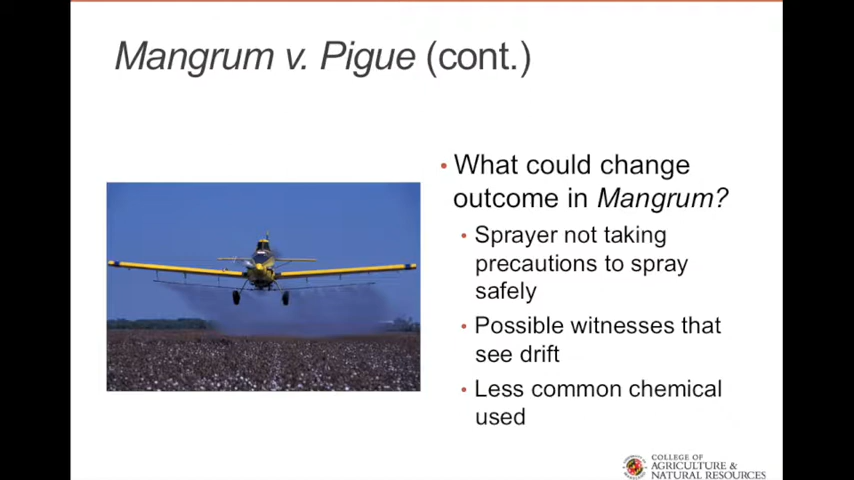 Mangrum v. Pigue (cont.)
• What could change
outcome in Mangrum?
• Sprayer not taking
precautions to spray
safely
• Possible witnesses that
see drift
• Less common chemical
used
COLLEGE OF
AGRICULTURE &
NATURAL RESOURCES